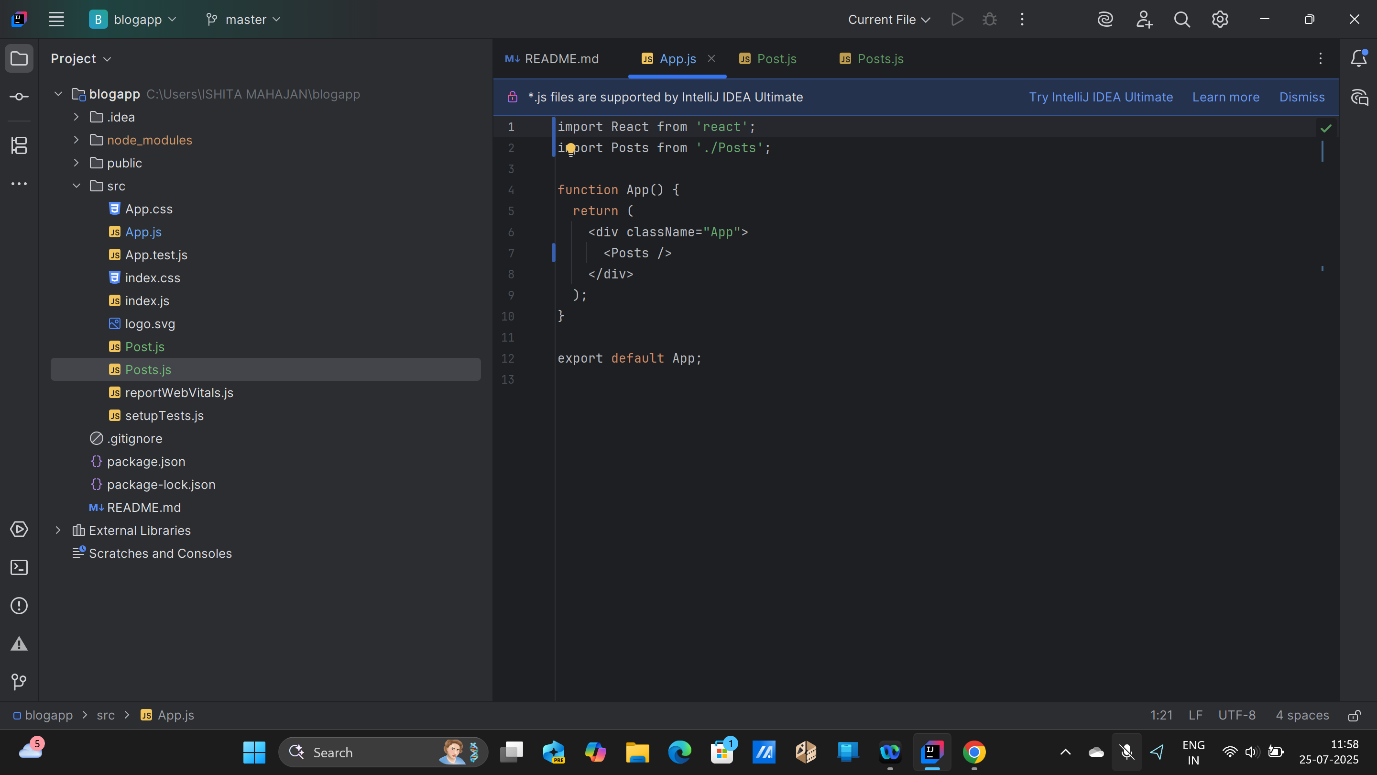 B blogapp master Current File
Project
README.md App.js Post.js Posts.js
*.js files are supported by IntelliJ IDEA Ultimate Try IntelliJ IDEA Ultimate Learn more Dismiss
blogapp C:\Users\ISHITA MAHAJAN\blogapp
.idea
node_modules
public
src
App.css
App.js
App.test.js
index.css
index.js
logo.svg
Post.js
Posts.js
reportWebVitals.js
setupTests.js
.gitignore
package.json
package-lock.json
README.md
External Libraries
Scratches and Consoles
1 import React from 'react';
2 import Posts from './Posts';
3
4 function App() {
5 return (
6 <div className="App">
7 <Posts />
8 </div>
9 );
10 }
11
12 export default App;
13
blogapp > src > App.js 1:21 LF UTF-8 4 spaces
5
Search
PRE
1
ENG
IN
11:58
25-07-2025